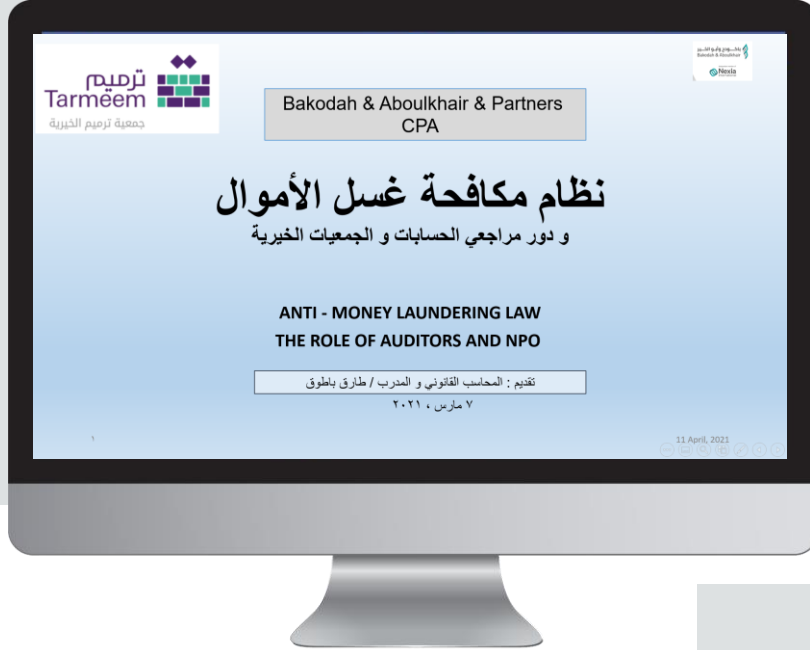 ترميم
Tarmeem
جمعية ترميم الخيرية
Nexia
Bakodah & Aboulkhair & Partners
CPA
نظام مكافحة غسل الأموال
و دور مراجعي الحسابات و الجمعيات الخيرية
ANTI - MONEY LAUNDERING LAW
THE ROLE OF AUDITORS AND NPO
تقديم : المحاسب القانوني و المدرب / طارق باطوق
٧ مارس ، ٢٠٢١
١
11 April, 2021